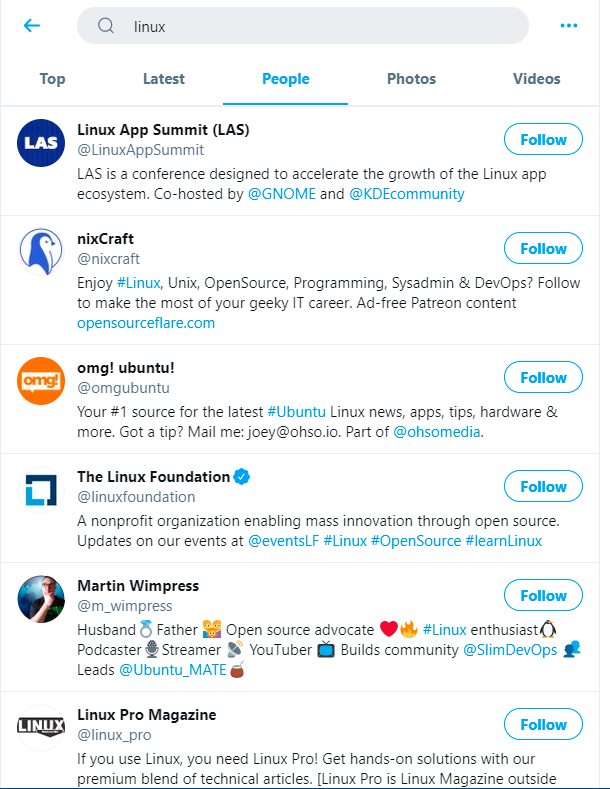 linux
Top Latest People Photos Videos
LAS
Linux App Summit (LAS)
Follow
@LinuxAppSummit
LAS is a conference designed to accelerate the growth of the Linux app
ecosystem. Co-hosted by @GNOME and @KDEcommunity
nixCraft
Follow
@nixcraft
Enjoy #Linux, Unix, OpenSource, Programming, Sysadmin & DevOps? Follow
to make the most of your geeky IT career. Ad-free Patreon content
opensourceflare.com
omg!
omg! ubuntu!
Follow
@omgubuntu
Your #1 source for the latest #Ubuntu Linux news, apps, tips, hardware &
more. Got a tip? Mail me: joey@ohso.io. Part of @ohsomedia.
The Linux Foundation
Follow
@linuxfoundation
A nonprofit organization enabling mass innovation through open source.
Updates on our events at @eventsLF #Linux #OpenSource #learnLinux
Martin Wimpress
Follow
@m_wimpress
Husband💍Father 👨‍👧 Open source advocate ❤️🔥 #Linux enthusiast🐧
Podcaster🎙️Streamer 📡 YouTuber 📺 Builds community @SlimDevOps 👥
Leads @Ubuntu_MATE🧉
LINUX
Linux Pro Magazine
Follow
@linux_pro
If you use Linux, you need Linux Pro! Get hands-on solutions with our
premium blend of technical articles. [Linux Pro is Linux Magazine outside